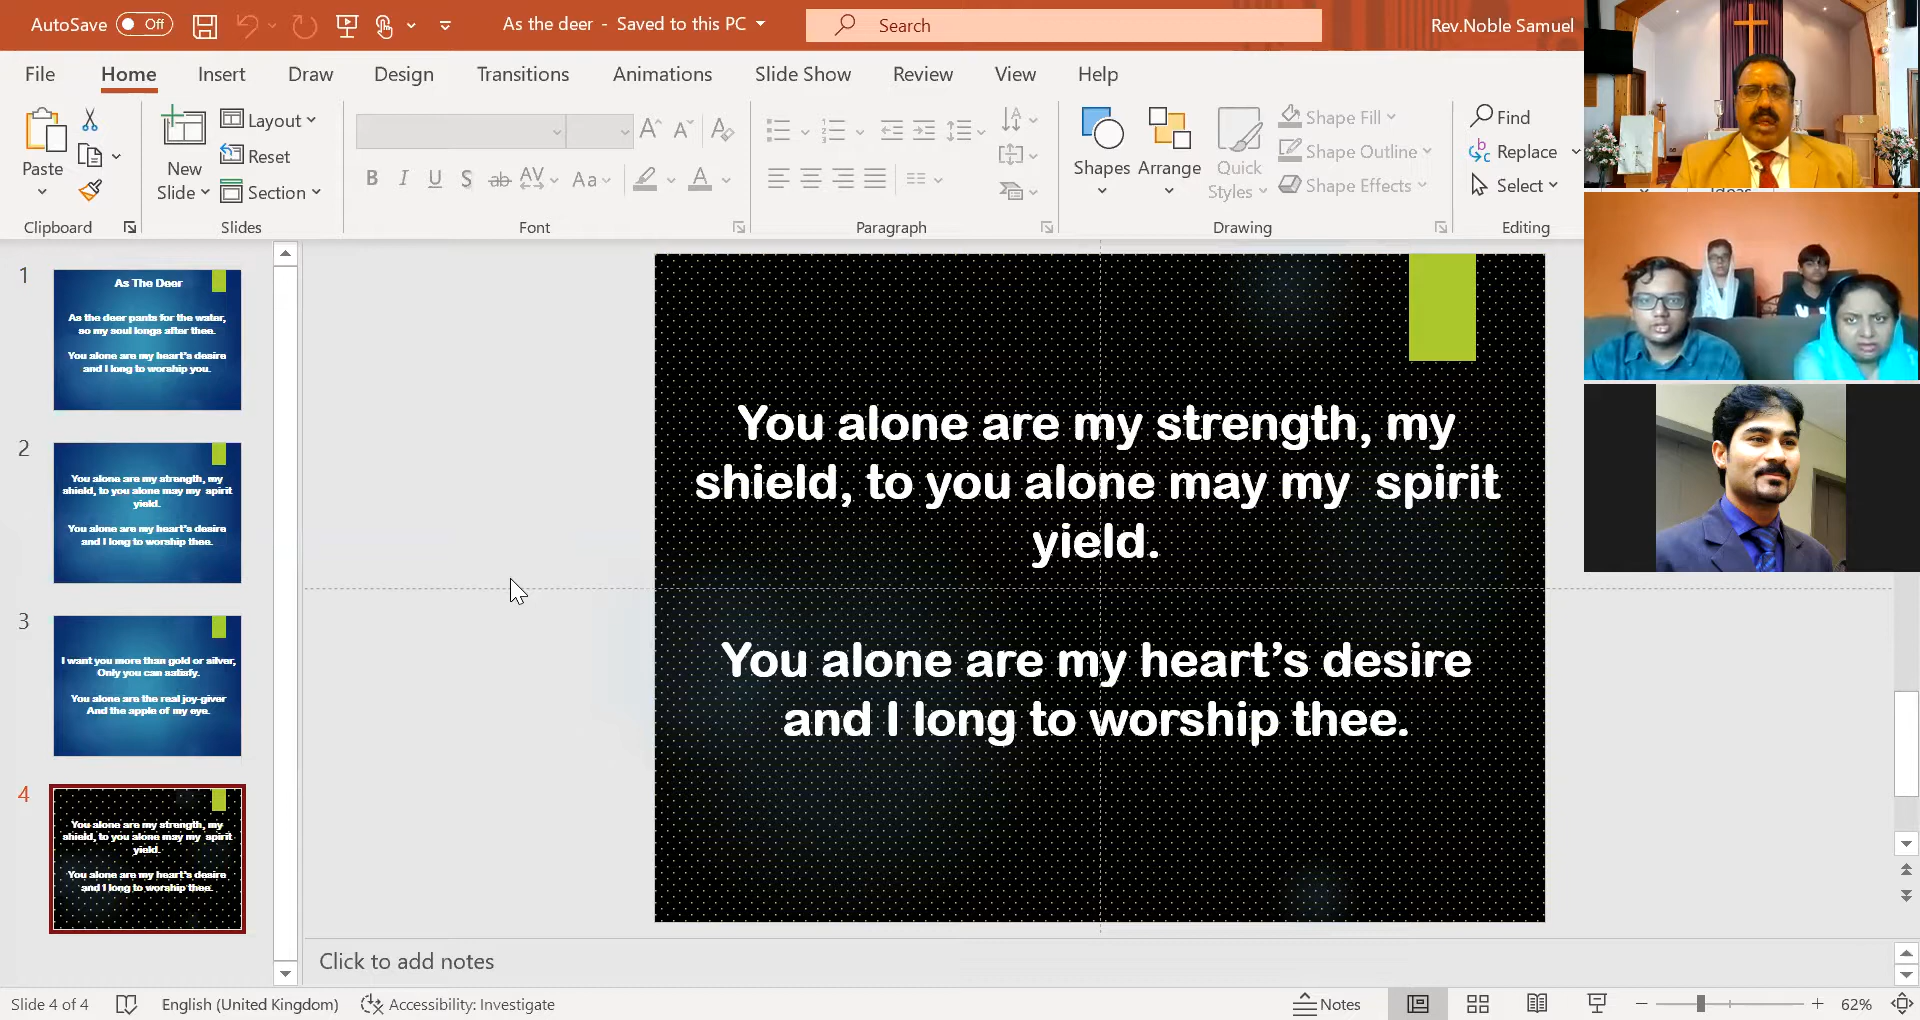 AutoSave Off
As the deer - Saved to this PC
Search
Rev.Noble Samuel
File Home Insert Draw Design Transitions Animations Slide Show Review View Help
Paste
Clipboard
New
Slide
Layout
Reset
Section
Slides
Font
Paragraph
Shapes
Arrange
Quick
Styles
Shape Fill
Shape Outline
Shape Effects
Drawing
Find
Replace
Select
Editing
1
As The Deer
As the deer pants for the water,
so my soul longs after thee.
You alone are my heart's desire
and I long to worship you.
2
You alone are my strength, my
shield, to you alone may my spirit
yield.
You alone are my heart's desire
and I long to worship thee.
3
I want you more than gold or silver,
Only you can satisfy.
You alone are the real joy-giver
And the apple of my eye.
4
You alone are my strength, my
shield, to you alone may my spirit
yield.
You alone are my heart's desire
and I long to worship thee.
You alone are my strength, my
shield, to you alone may my  spirit
yield.
You alone are my heart’s desire
and I long to worship thee.
Click to add notes
Slide 4 of 4
English (United Kingdom)
Accessibility: Investigate
Notes
62%